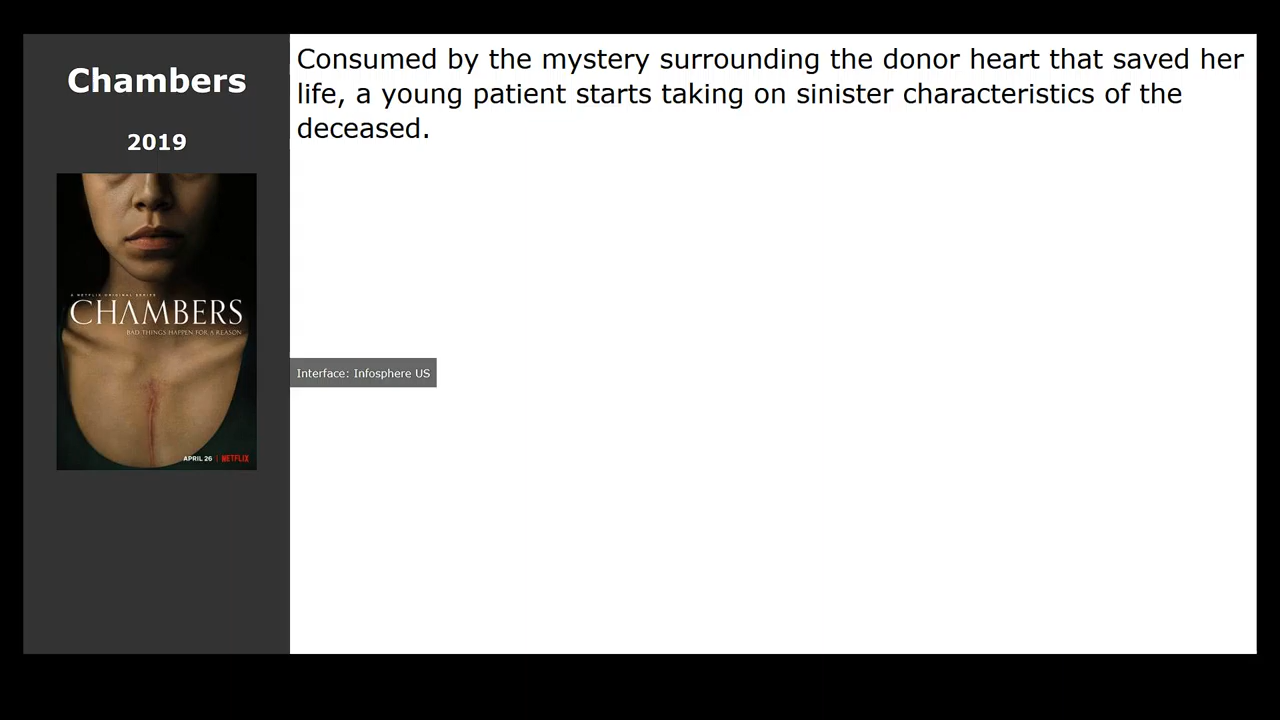 Chambers
2019
A NETFLIX ORIGINAL SERIES
CHAMBERS
BAD THINGS HAPPEN FOR A REASON
APRIL 26 | NETFLIX
Consumed by the mystery surrounding the donor heart that saved her
life, a young patient starts taking on sinister characteristics of the
deceased.
Interface: Infosphere US